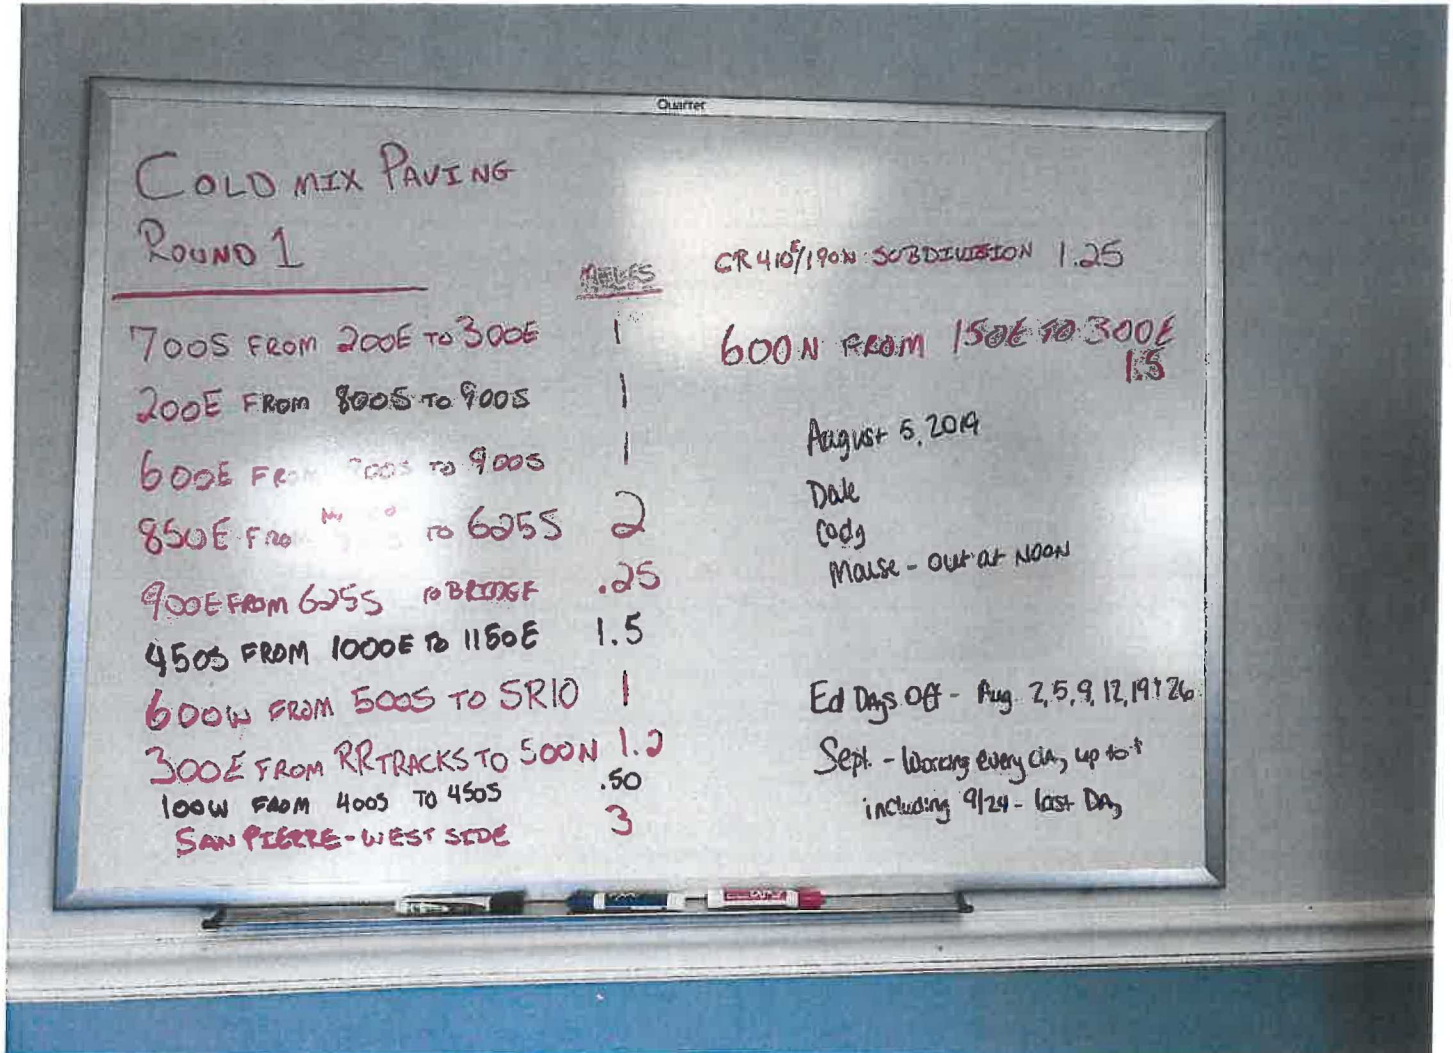 Quarter
COLD MIX PAVING
ROUND 1
MILES
700S FROM 200E TO 300E 1
200E FROM 800S TO 900S 1
600E FROM TO 900S 1
850E FROM TO 625S 2
900E FROM 625S TO BRIDGE .25
450S FROM 1000E TO 1150E 1.5
600W FROM 500S TO SR10 1
300E FROM RR TRACKS TO 500N 1.2
100W FROM 400S TO 450S .50
SAN PIERRE - WEST SIDE 3
CR 410E/190N SUBDIVISION 1.25
600N FROM 150E TO 300E
1.5
August 5, 2019
Dale
Cody
Mouse - out at NOON
Ed Days Off - Aug. 2, 5, 9, 12, 19 + 26
Sept. - Working every day up to +
including 9/24 - last Day